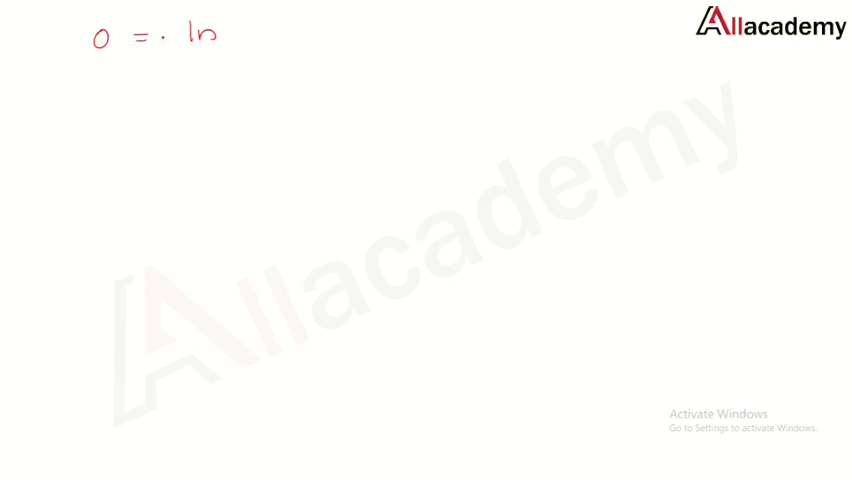 Allacademy
0 = · ln
Allacademy
Activate Windows
Go to Settings to activate Windows.